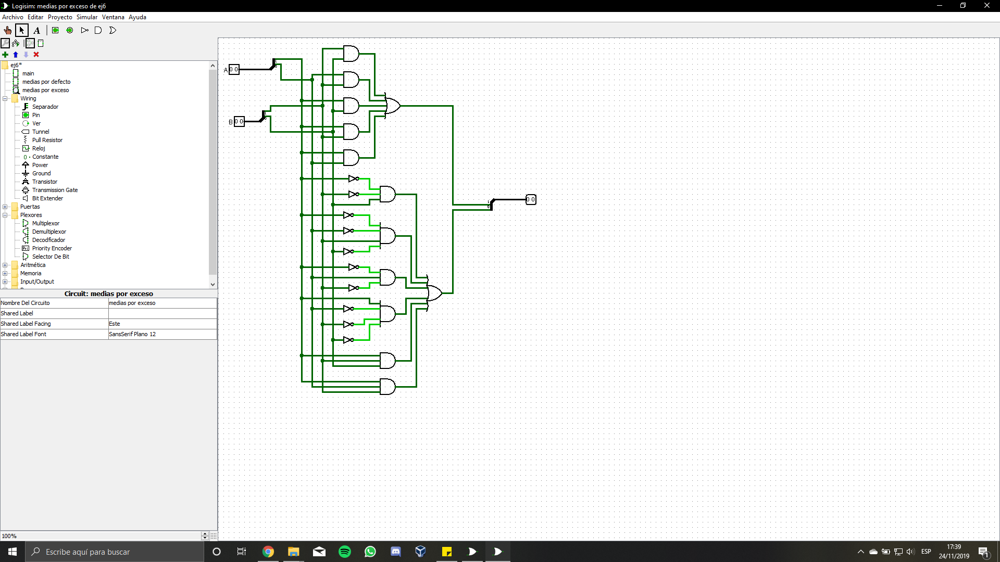 Logisim: medias por exceso de ej6
Archivo Editar Proyecto Simular Ventana Ayuda
A
ej6*
main
medias por defecto
medias por exceso
Wiring
Separador
Pin
Ver
Tunnel
Pull Resistor
Reloj
0 Constante
Power
Ground
Transistor
Transmission Gate
Bit Extender
Puertas
Plexores
Multiplexor
Demultiplexor
Decodficador
Pri Priority Encoder
Selector De Bit
Aritmética
Memoria
Input/Output
Circuit: medias por exceso
Nombre Del Circuito medias por exceso
Shared Label
Shared Label Facing Este
Shared Label Font SansSerif Plano 12
100%
A 0 0
B 0 0
0 0
Escribe aquí para buscar
ESP
17:39
24/11/2019
1